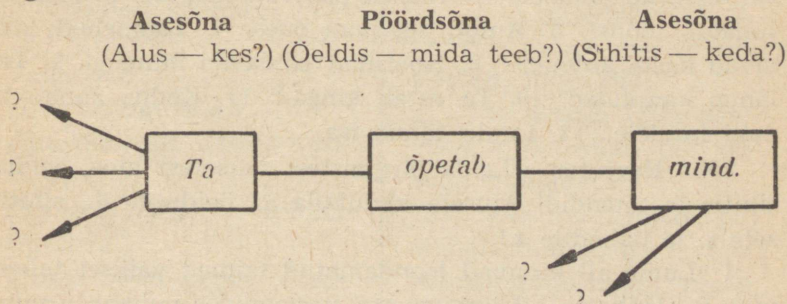 Asesõna Pöördsõna Asesõna
(Alus — kes?) (Öeldis — mida teeb?) (Sihitis — keda?)
?
?
?
Ta õpetab mind.
?
?